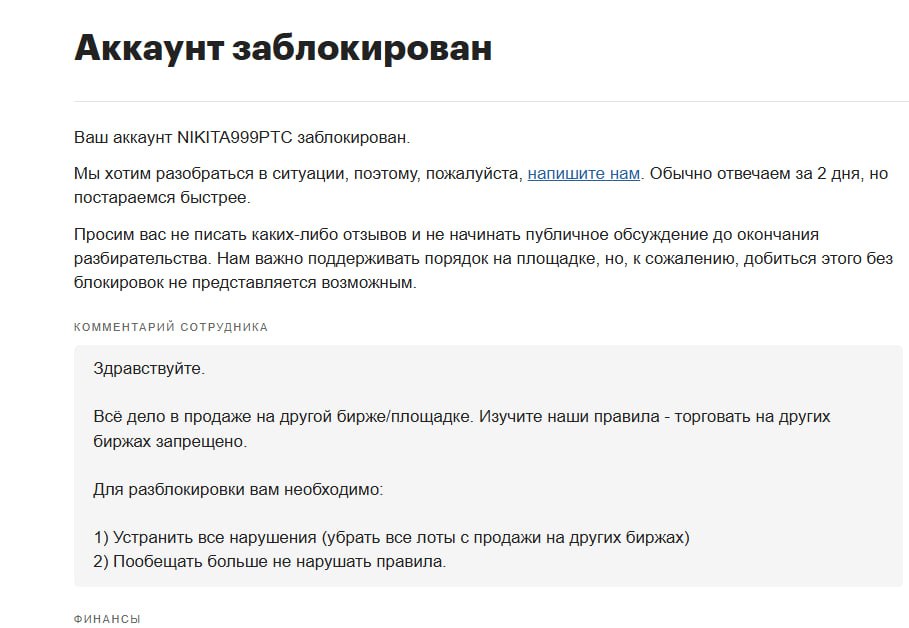 Аккаунт заблокирован
Ваш аккаунт NIKITA999PTC заблокирован.
Мы хотим разобраться в ситуации, поэтому, пожалуйста, напишите нам. Обычно отвечаем за 2 дня, но
постараемся быстрее.
Просим вас не писать каких-либо отзывов и не начинать публичное обсуждение до окончания
разбирательства. Нам важно поддерживать порядок на площадке, но, к сожалению, добиться этого без
блокировок не представляется возможным.
КОММЕНТАРИЙ СОТРУДНИКА
Здравствуйте.
Всё дело в продаже на другой бирже/площадке. Изучите наши правила - торговать на других
биржах запрещено.
Для разблокировки вам необходимо:
1) Устранить все нарушения (убрать все лоты с продажи на других биржах)
2) Пообещать больше не нарушать правила.
ФИНАНСЫ